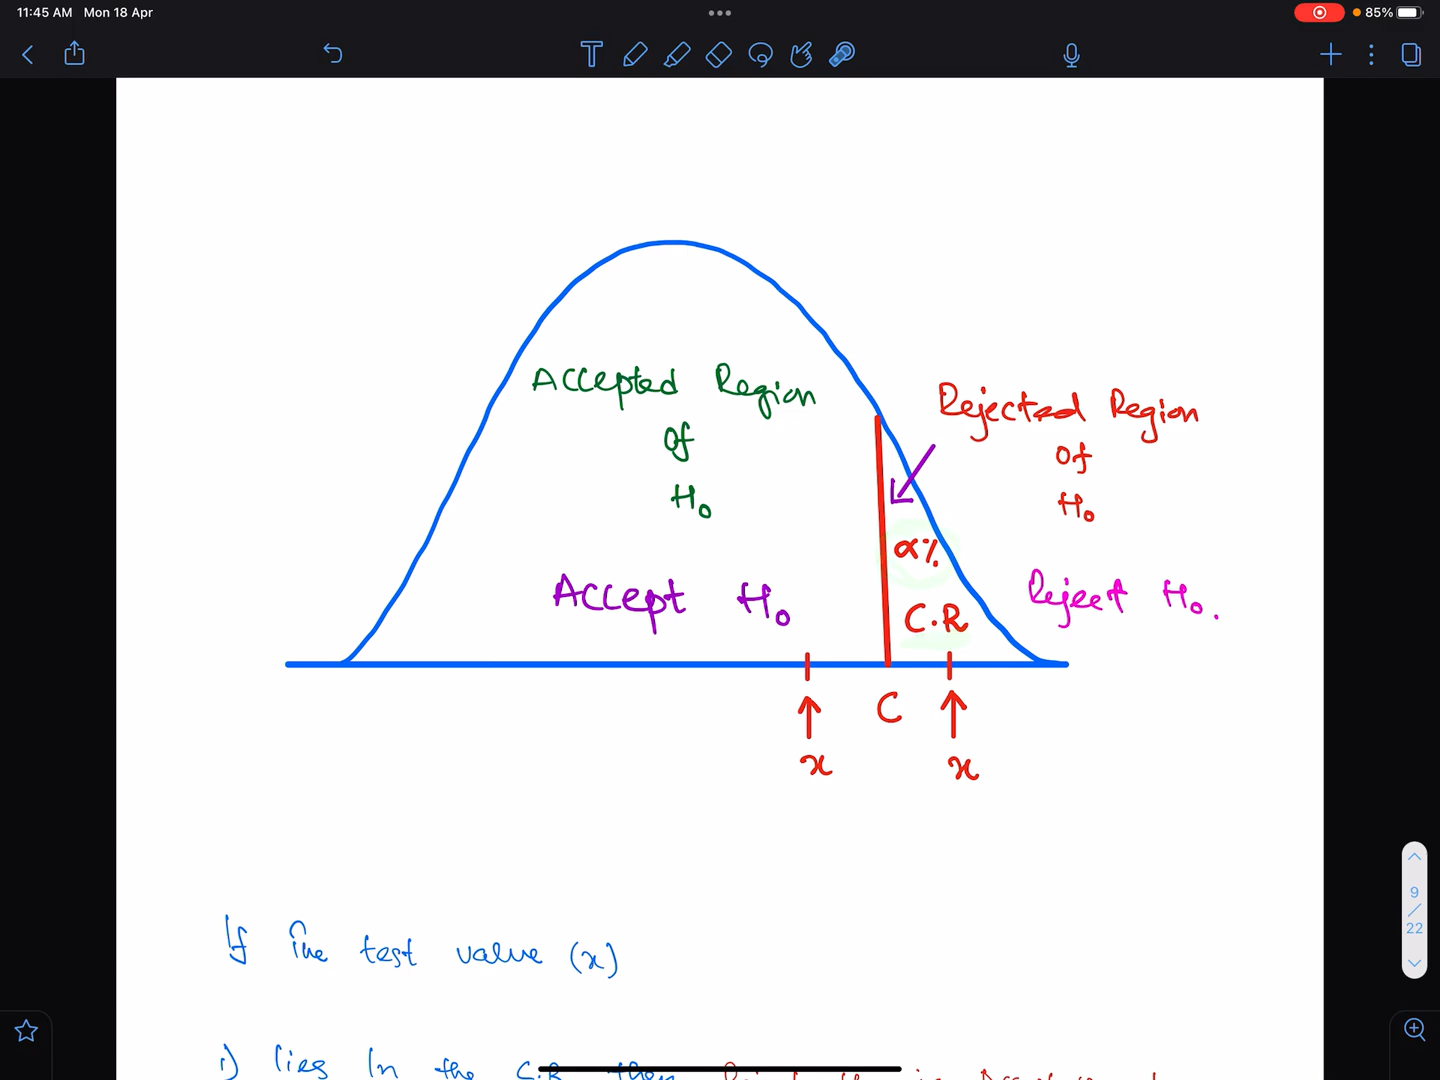 11:45 AM Mon 18 Apr
85%
Accepted Region
Of
H₀
Accept H₀
Rejected Region
Of
H₀
α%
C.R
Reject H₀.
C
x
x
9
/
22
If the test value (x)
i) lies In the C.R then